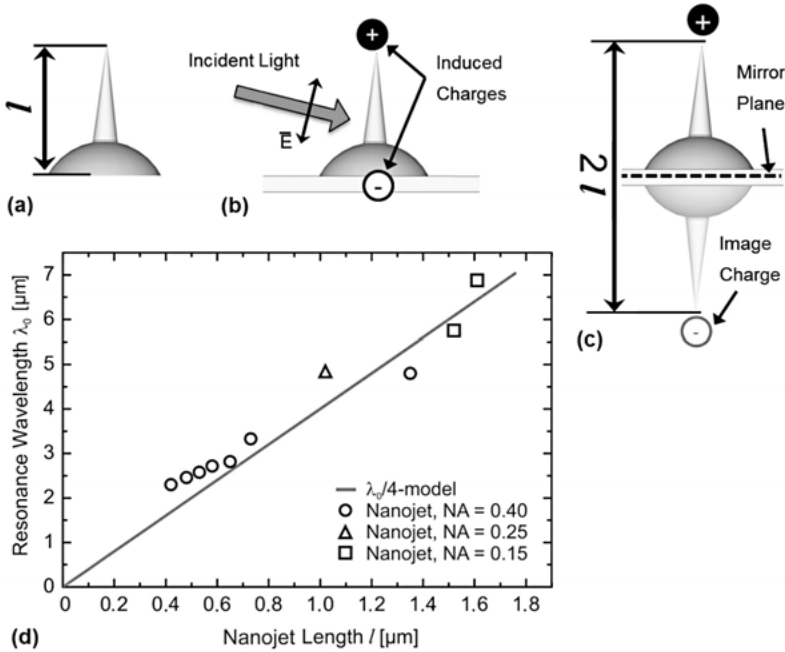 l
(a)
Incident Light
E
+
-
Induced
Charges
(b)
+
2 l
Mirror
Plane
Image
Charge
-
(c)
Resonance Wavelength λ₀ [μm]
7
6
5
4
3
2
1
0
λ₀/4-model
Nanojet, NA = 0.40
Nanojet, NA = 0.25
Nanojet, NA = 0.15
0 0.2 0.4 0.6 0.8 1.0 1.2 1.4 1.6 1.8
Nanojet Length l [μm]
(d)